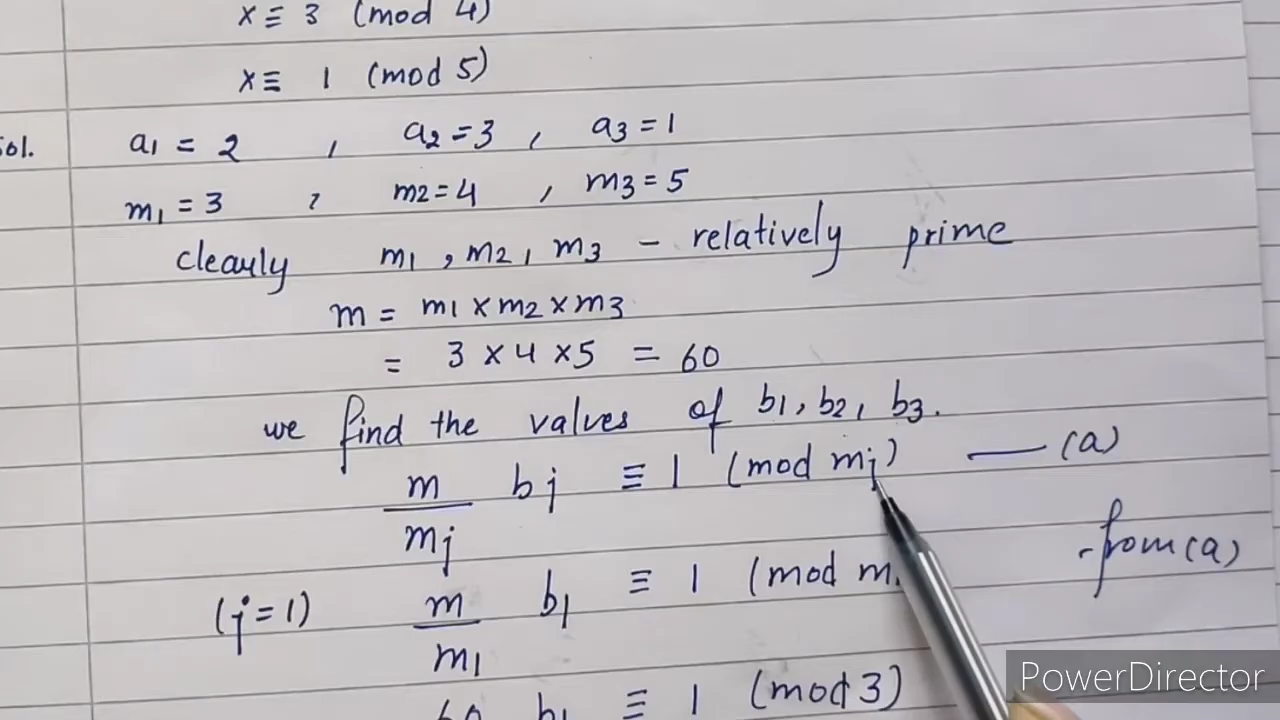 x ≡ 3 (mod 4)
x ≡ 1 (mod 5)
Sol. a1 = 2 , a2 = 3 , a3 = 1
m1 = 3 , m2 = 4 , m3 = 5
clearly m1 , m2 , m3 - relatively prime
m = m1 x m2 x m3
= 3 x 4 x 5 = 60
we find the values of b1, b2, b3.
m/mj bj ≡ 1 (mod mj) — (a)
from (a)
(j=1) m/m1 b1 ≡ 1 (mod m
60 b1 ≡ 1 (mod 3)
PowerDirector